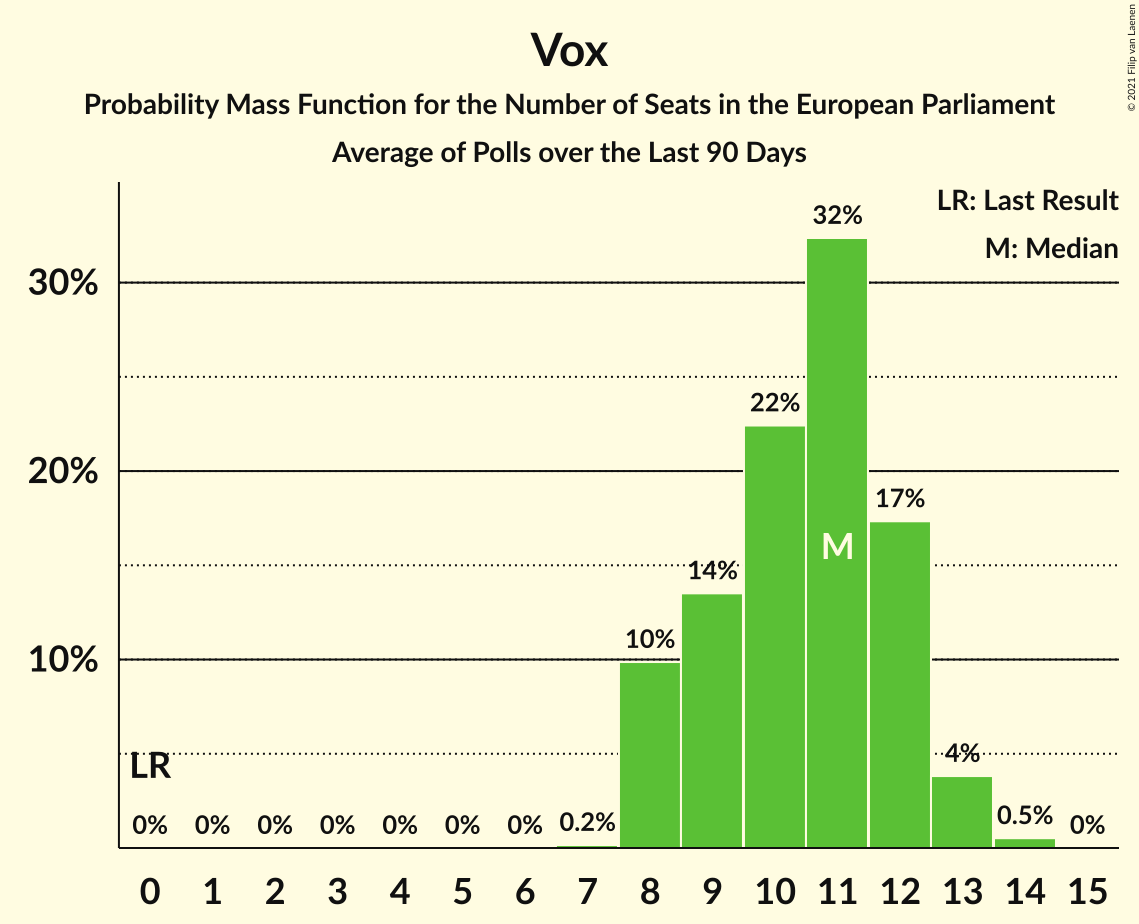 Vox
Probability Mass Function for the Number of Seats in the European Parliament
Average of Polls over the Last 90 Days
© 2021 Filip van Laenen
LR: Last Result
M: Median
30%
20%
10%
32%
22%
17%
M
14%
10%
4%
LR
0% 0% 0% 0% 0% 0% 0% 0.2% 0.5% 0%
0 1 2 3 4 5 6 7 8 9 10 11 12 13 14 15